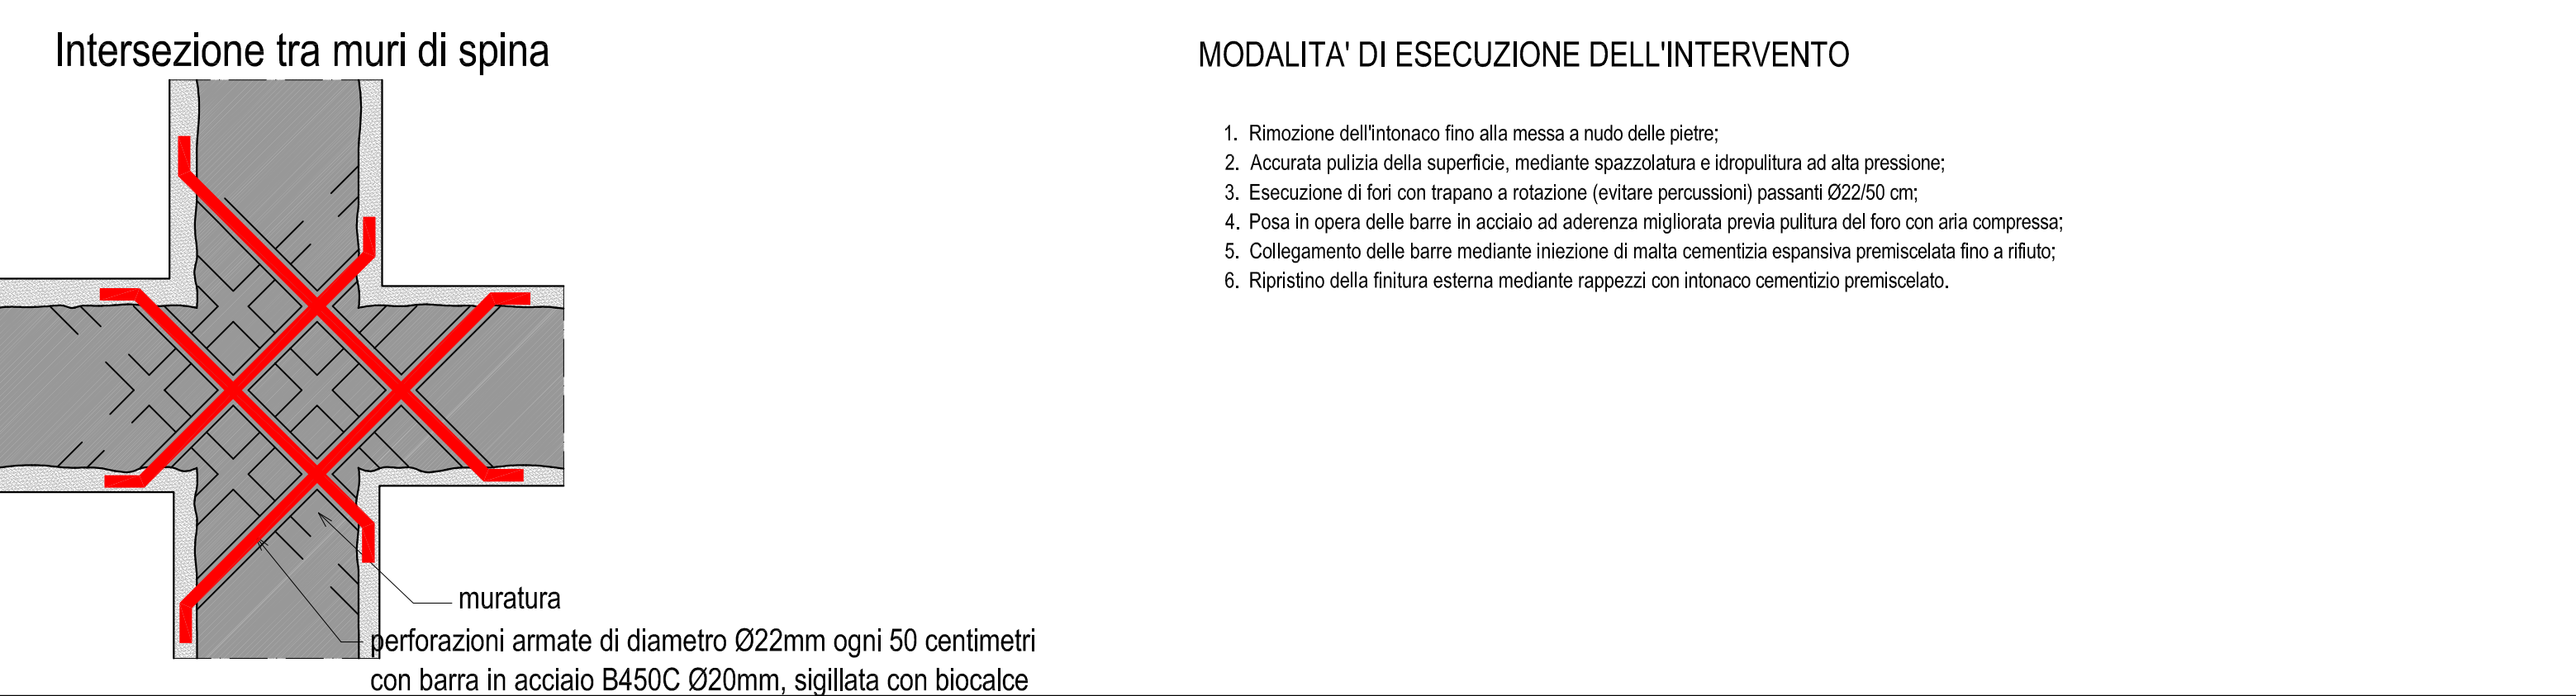 Intersezione tra muri di spina
muratura
perforazioni armate di diametro Ø22mm ogni 50 centimetri
con barra in acciaio B450C Ø20mm, sigillata con biocalce
MODALITA' DI ESECUZIONE DELL'INTERVENTO
1. Rimozione dell'intonaco fino alla messa a nudo delle pietre;
2. Accurata pulizia della superficie, mediante spazzolatura e idropulitura ad alta pressione;
3. Esecuzione di fori con trapano a rotazione (evitare percussioni) passanti Ø22/50 cm;
4. Posa in opera delle barre in acciaio ad aderenza migliorata previa pulitura del foro con aria compressa;
5. Collegamento delle barre mediante iniezione di malta cementizia espansiva premiscelata fino a rifiuto;
6. Ripristino della finitura esterna mediante rappezzi con intonaco cementizio premiscelato.